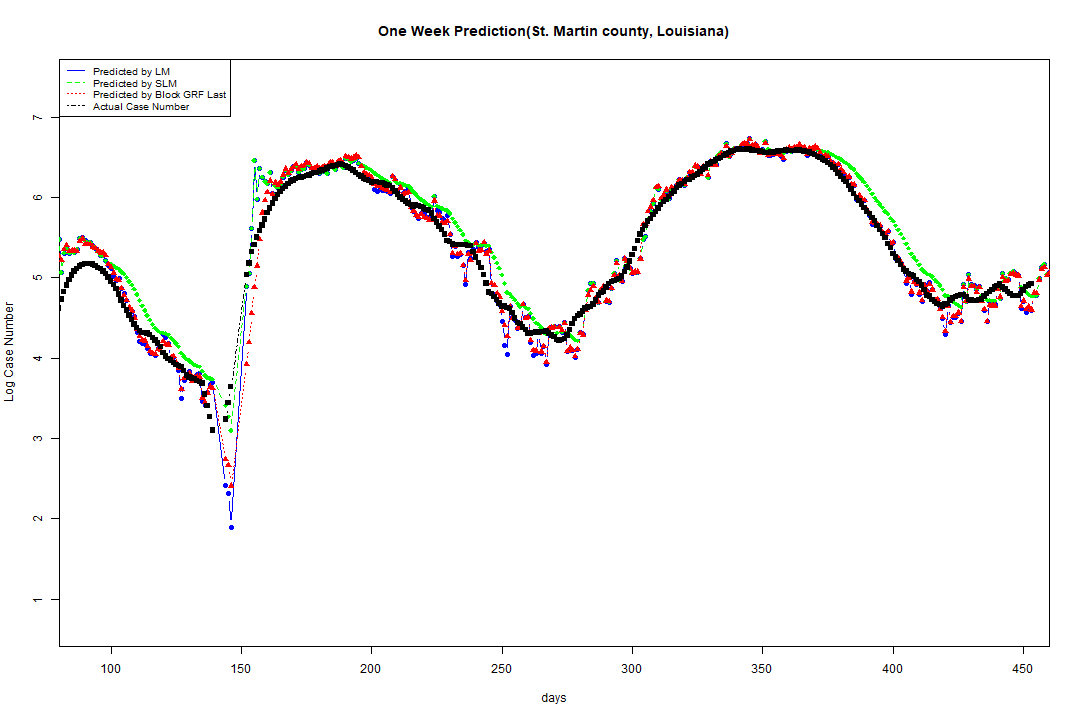 One Week Prediction(St. Martin county, Louisiana)
Predicted by LM
Predicted by SLM
Predicted by Block GRF Last
Actual Case Number
7
6
5
4
3
2
1
Log Case Number
100 150 200 250 300 350 400 450
days